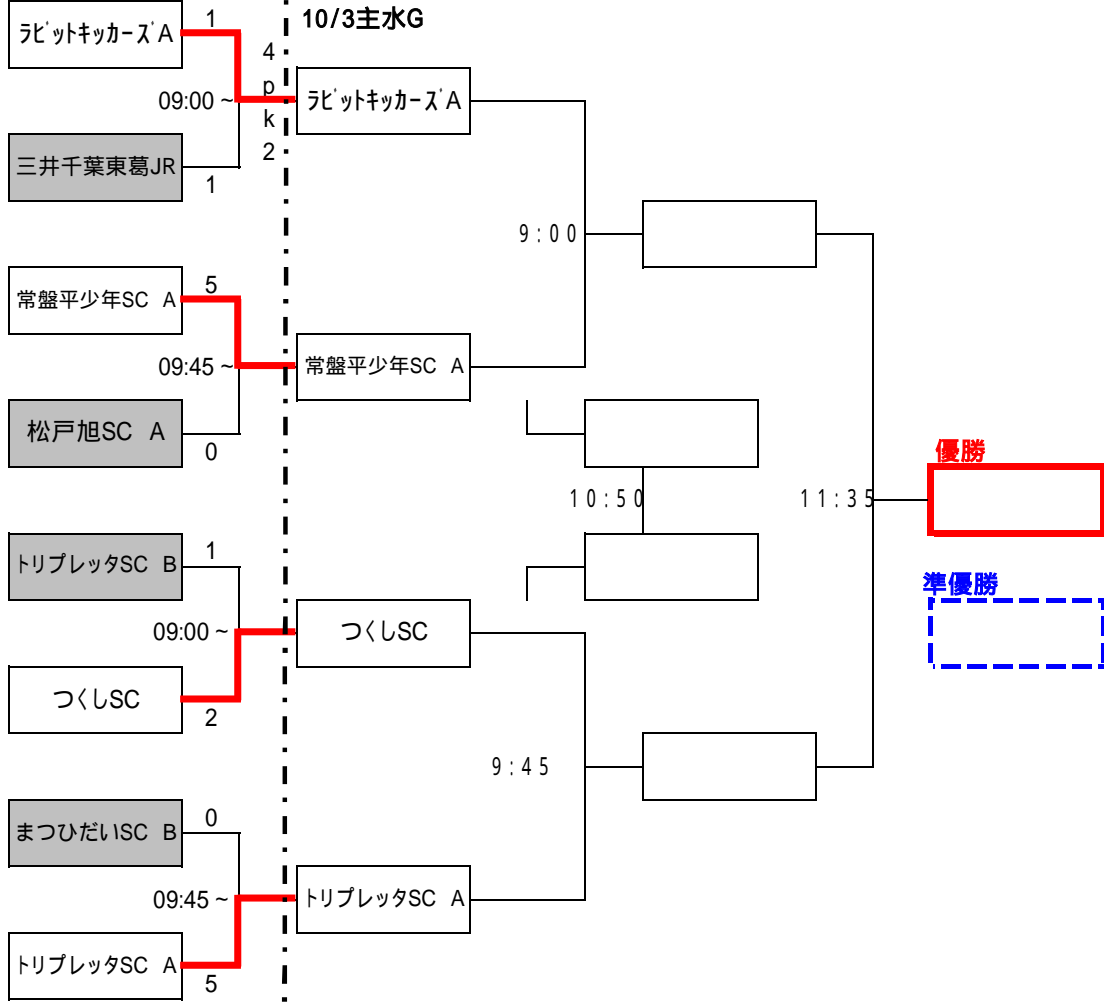 1
10/3主水G
ラビットキッカーズA
4
p
k
2
09:00 ~
ラビットキッカーズA
三井千葉東葛JR
1
9:00
常盤平少年SC A
5
09:45 ~
常盤平少年SC A
松戸旭SC A
0
優勝
10:50
11:35
トリプレッタSC B
1
準優勝
09:00 ~
つくしSC
つくしSC
2
9:45
まつひだいSC B
0
09:45 ~
トリプレッタSC A
トリプレッタSC A
5